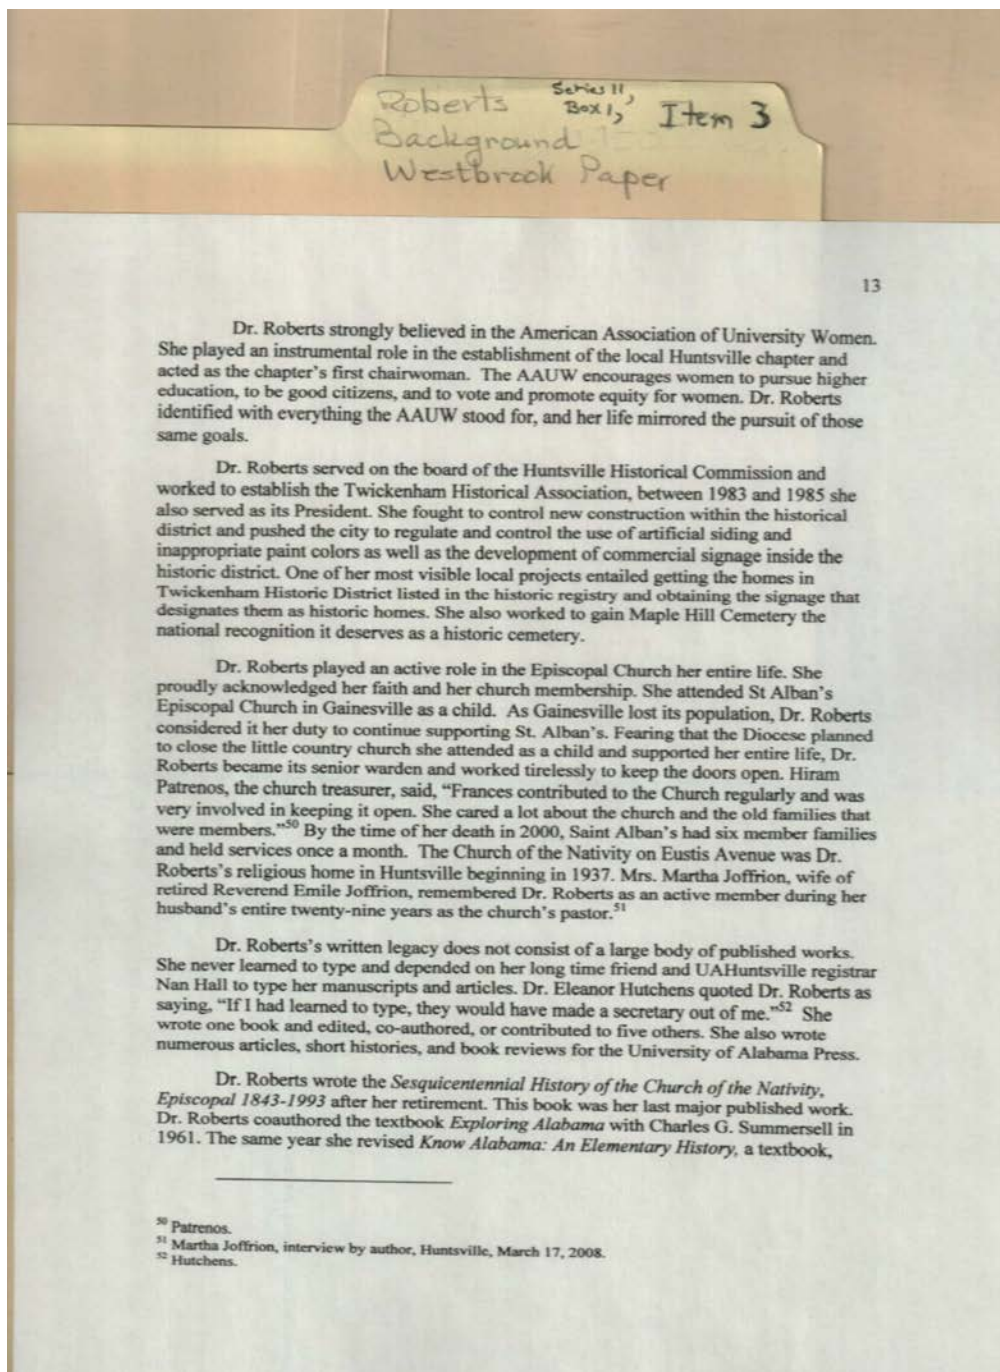 Roberts Series 11, Box 1, Item 3
Background
Westbrook Paper
13
Dr. Roberts strongly believed in the American Association of University Women.
She played an instrumental role in the establishment of the local Huntsville chapter and
acted as the chapter's first chairwoman. The AAUW encourages women to pursue higher
education, to be good citizens, and to vote and promote equity for women. Dr. Roberts
identified with everything the AAUW stood for, and her life mirrored the pursuit of those
same goals.
Dr. Roberts served on the board of the Huntsville Historical Commission and
worked to establish the Twickenham Historical Association, between 1983 and 1985 she
also served as its President. She fought to control new construction within the historical
district and pushed the city to regulate and control the use of artificial siding and
inappropriate paint colors as well as the development of commercial signage inside the
historic district. One of her most visible local projects entailed getting the homes in
Twickenham Historic District listed in the historic registry and obtaining the signage that
designates them as historic homes. She also worked to gain Maple Hill Cemetery the
national recognition it deserves as a historic cemetery.
Dr. Roberts played an active role in the Episcopal Church her entire life. She
proudly acknowledged her faith and her church membership. She attended St Alban's
Episcopal Church in Gainesville as a child. As Gainesville lost its population, Dr. Roberts
considered it her duty to continue supporting St. Alban's. Fearing that the Diocese planned
to close the little country church she attended as a child and supported her entire life, Dr.
Roberts became its senior warden and worked tirelessly to keep the doors open. Hiram
Patrenos, the church treasurer, said, "Frances contributed to the Church regularly and was
very involved in keeping it open. She cared a lot about the church and the old families that
were members."50 By the time of her death in 2000, Saint Alban's had six member families
and held services once a month. The Church of the Nativity on Eustis Avenue was Dr.
Roberts's religious home in Huntsville beginning in 1937. Mrs. Martha Joffrion, wife of
retired Reverend Emile Joffrion, remembered Dr. Roberts as an active member during her
husband's entire twenty-nine years as the church's pastor.51
Dr. Roberts's written legacy does not consist of a large body of published works.
She never learned to type and depended on her long time friend and UAHuntsville registrar
Nan Hall to type her manuscripts and articles. Dr. Eleanor Hutchens quoted Dr. Roberts as
saying, "If I had learned to type, they would have made a secretary out of me."52 She
wrote one book and edited, co-authored, or contributed to five others. She also wrote
numerous articles, short histories, and book reviews for the University of Alabama Press.
Dr. Roberts wrote the Sesquicentennial History of the Church of the Nativity,
Episcopal 1843-1993 after her retirement. This book was her last major published work.
Dr. Roberts coauthored the textbook Exploring Alabama with Charles G. Summersell in
1961. The same year she revised Know Alabama: An Elementary History, a textbook,
50 Patrenos.
51 Martha Joffrion, interview by author, Huntsville, March 17, 2008.
52 Hutchens.